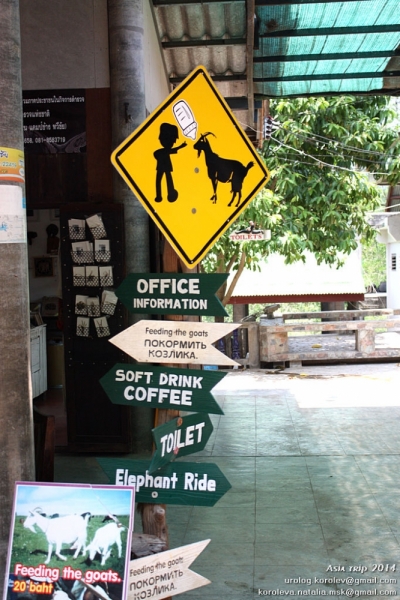 TOILETS
OFFICE
INFORMATION
Feeding the goats
ПОКОРМИТЬ
КОЗЛИКА.
SOFT DRINK
COFFEE
TOILET
Elephant Ride
Feeding the goats.
20 baht
Feeding the goats
ПОКОРМИТЬ
КОЗЛИКА.
Asia trip 2014
urolog.korolev@gmail.com
koroleva.natalia.msk@gmail.com